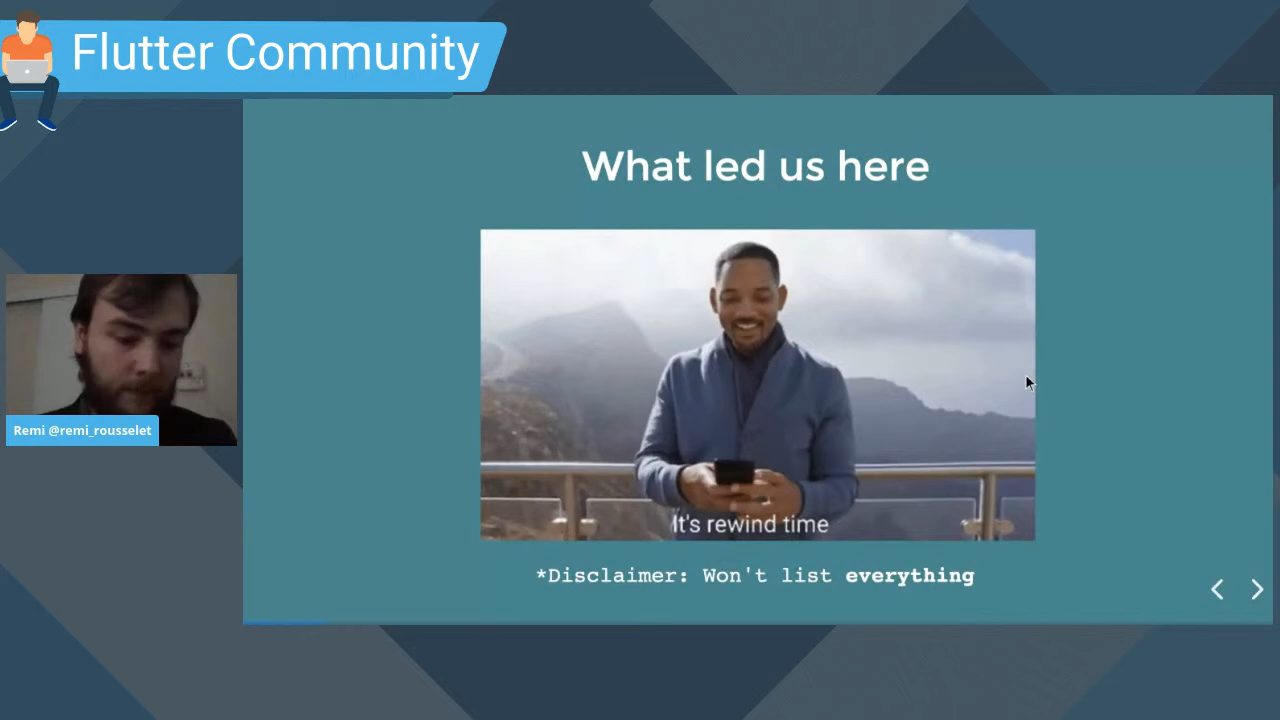 Flutter Community
What led us here
It's rewind time
Remi @remi_rousselet
*Disclaimer: Won't list everything